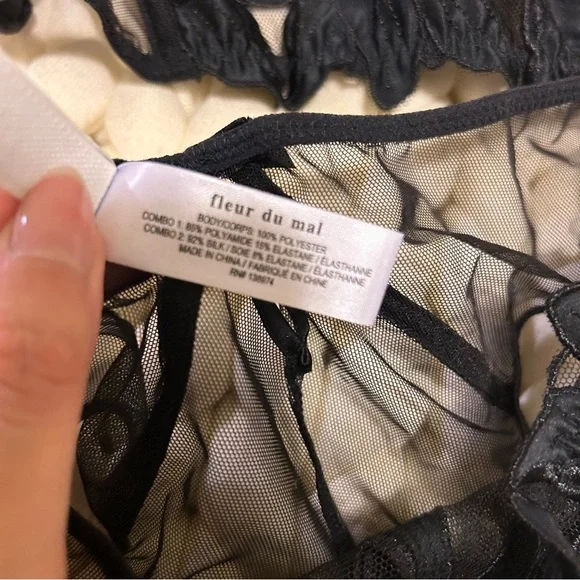 fleur du mal
BODY/CORPS: 100% POLYESTER
COMBO 1: 85% POLYAMIDE 15% ELASTANE / ÉLASTHANNE
COMBO 2: 92% SILK / SOIE 8% ELASTANE / ÉLASTHANNE
MADE IN CHINA / FABRIQUÉ EN CHINE
RN# 138974